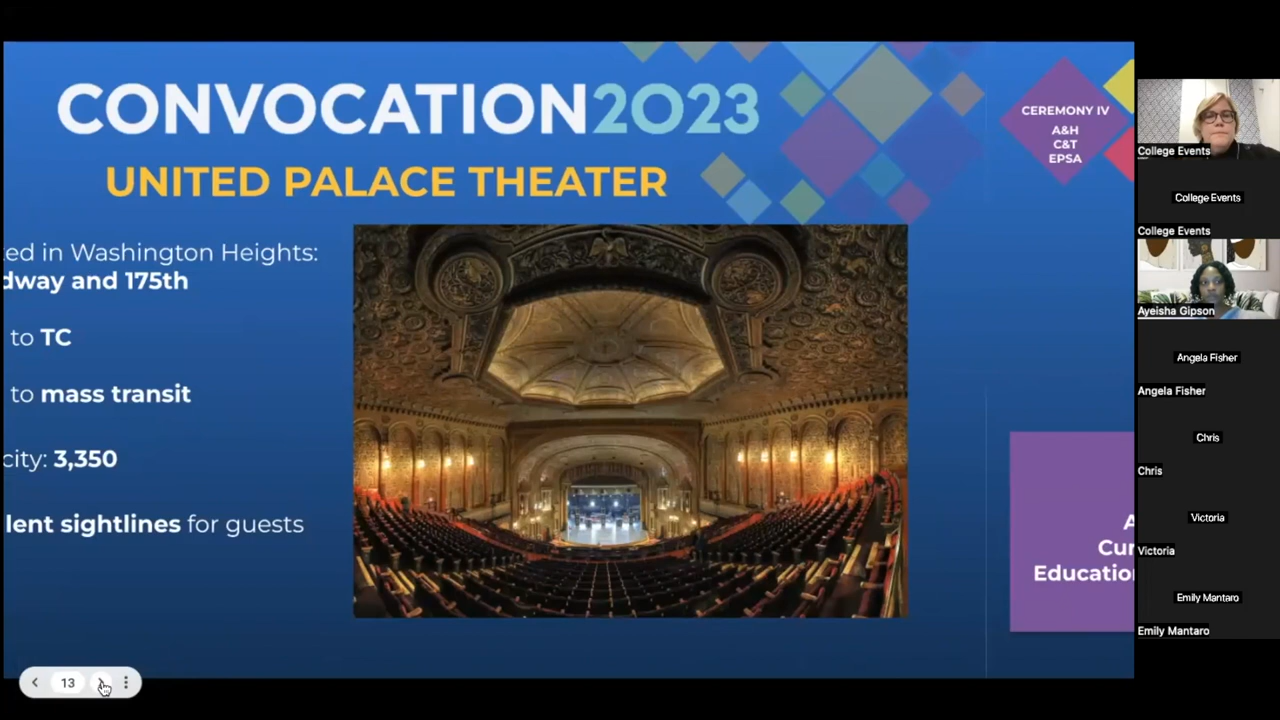 CONVOCATION2023
UNITED PALACE THEATER
ted in Washington Heights:
dway and 175th
to TC
to mass transit
city: 3,350
lent sightlines for guests
CEREMONY IV
A&H
C&T
EPSA
A
Cur
Education
13
College Events
College Events
College Events
Ayeisha Gipson
Angela Fisher
Angela Fisher
Chris
Chris
Victoria
Victoria
Emily Mantaro
Emily Mantaro